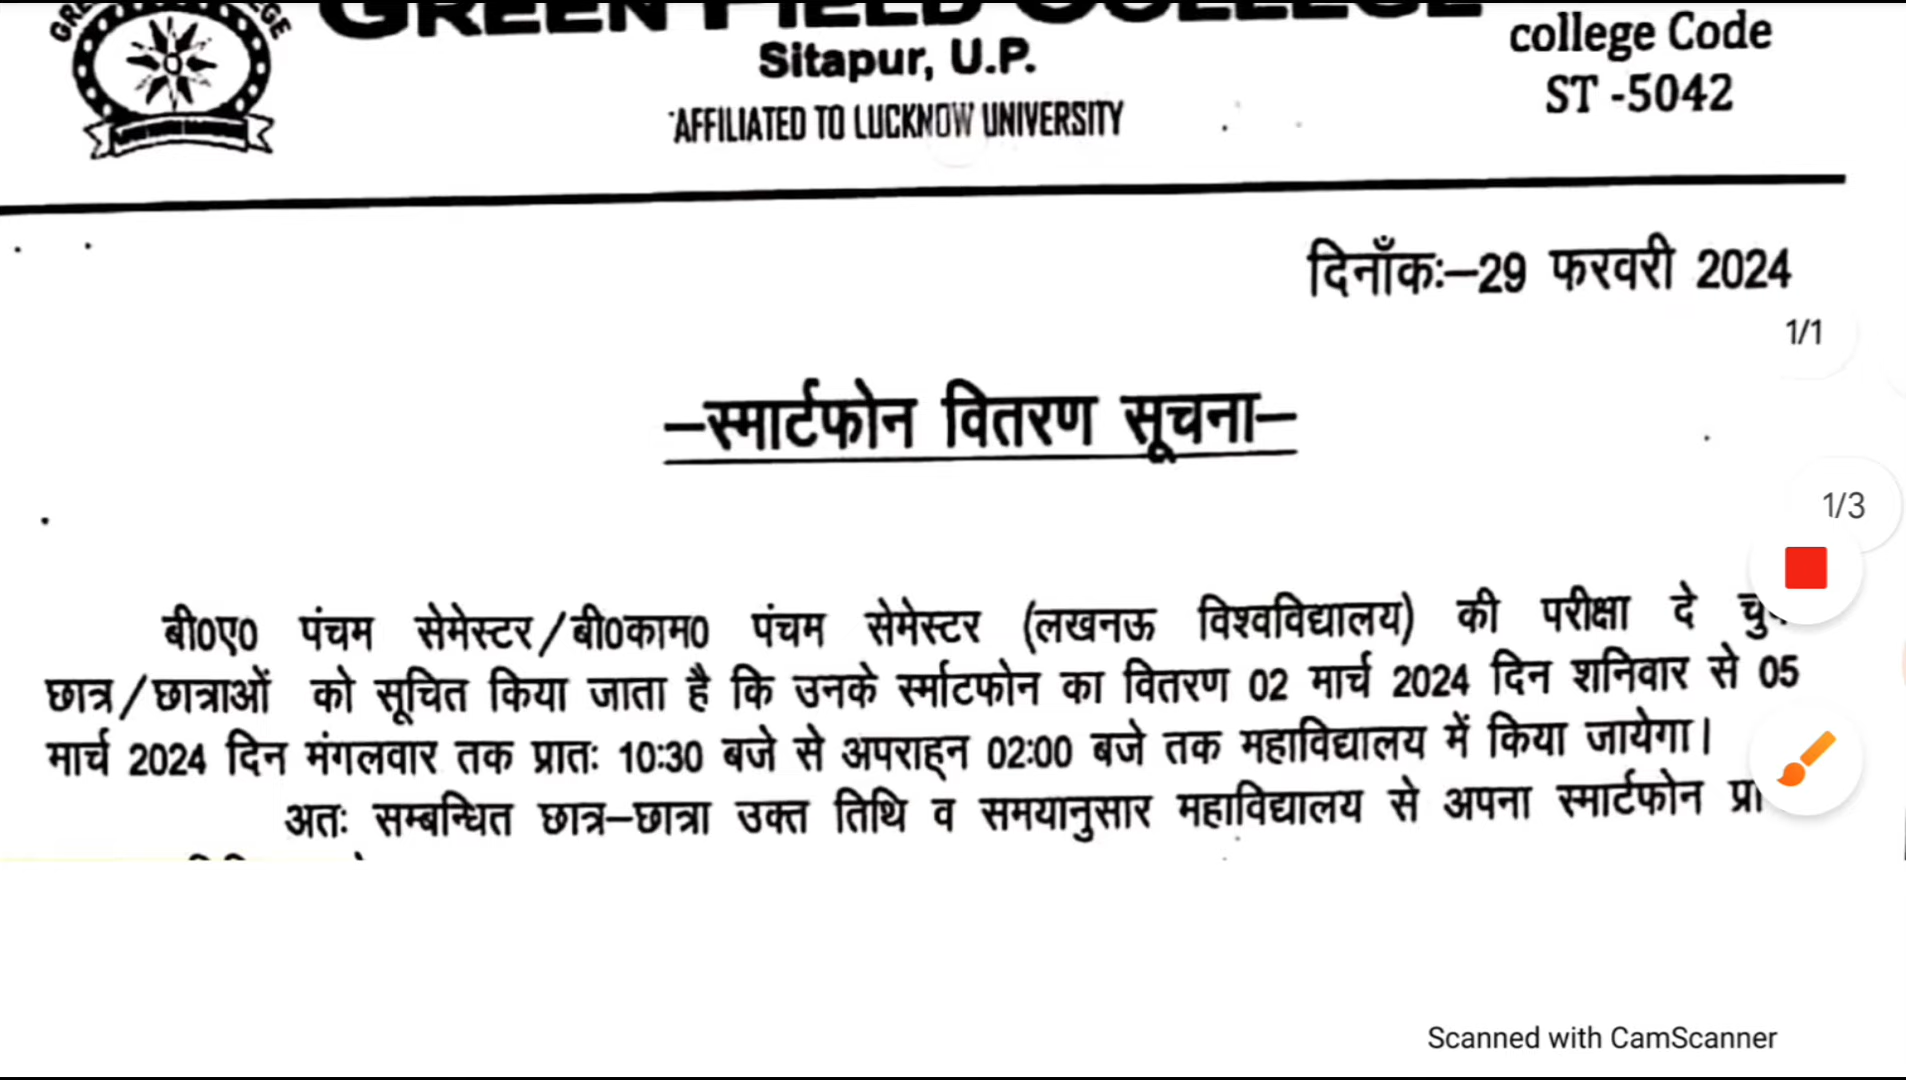 GREEN FIELD COLLEGE
Sitapur, U.P.
AFFILIATED TO LUCKNOW UNIVERSITY
college Code
ST -5042
दिनाँकः–29 फरवरी 2024
1/1
–स्मार्टफोन वितरण सूचना–
1/3
बी0ए0 पंचम सेमेस्टर/बी0काम0 पंचम सेमेस्टर (लखनऊ विश्वविद्यालय) की परीक्षा दे
छात्र/छात्राओं को सूचित किया जाता है कि उनके र्स्माटफोन का वितरण 02 मार्च 2024 दिन शनिवार से 05
मार्च 2024 दिन मंगलवार तक प्रातः 10:30 बजे से अपराह्न 02:00 बजे तक महाविद्यालय में किया जायेगा।
अतः सम्बन्धित छात्र–छात्रा उक्त तिथि व समयानुसार महाविद्यालय से अपना स्मार्टफोन
Scanned with CamScanner